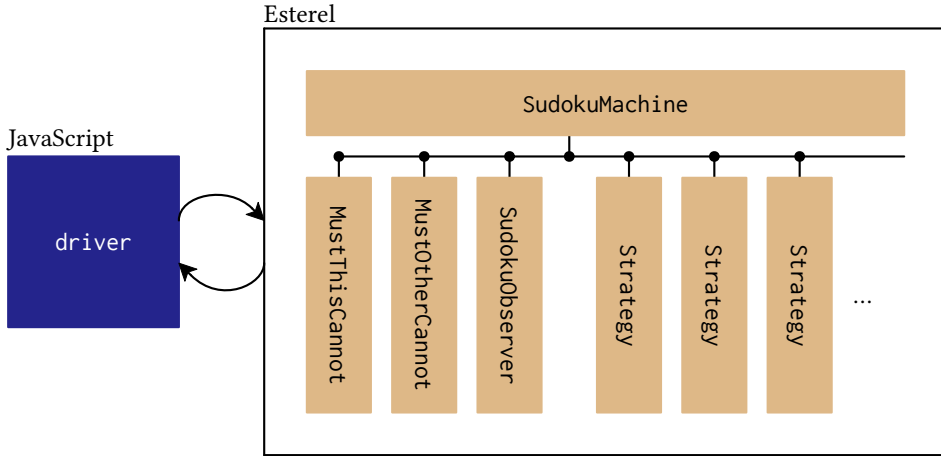 Esterel
SudokuMachine
JavaScript
driver
MustThisCannot
MustOtherCannot
SudokuObserver
Strategy
Strategy
Strategy
...